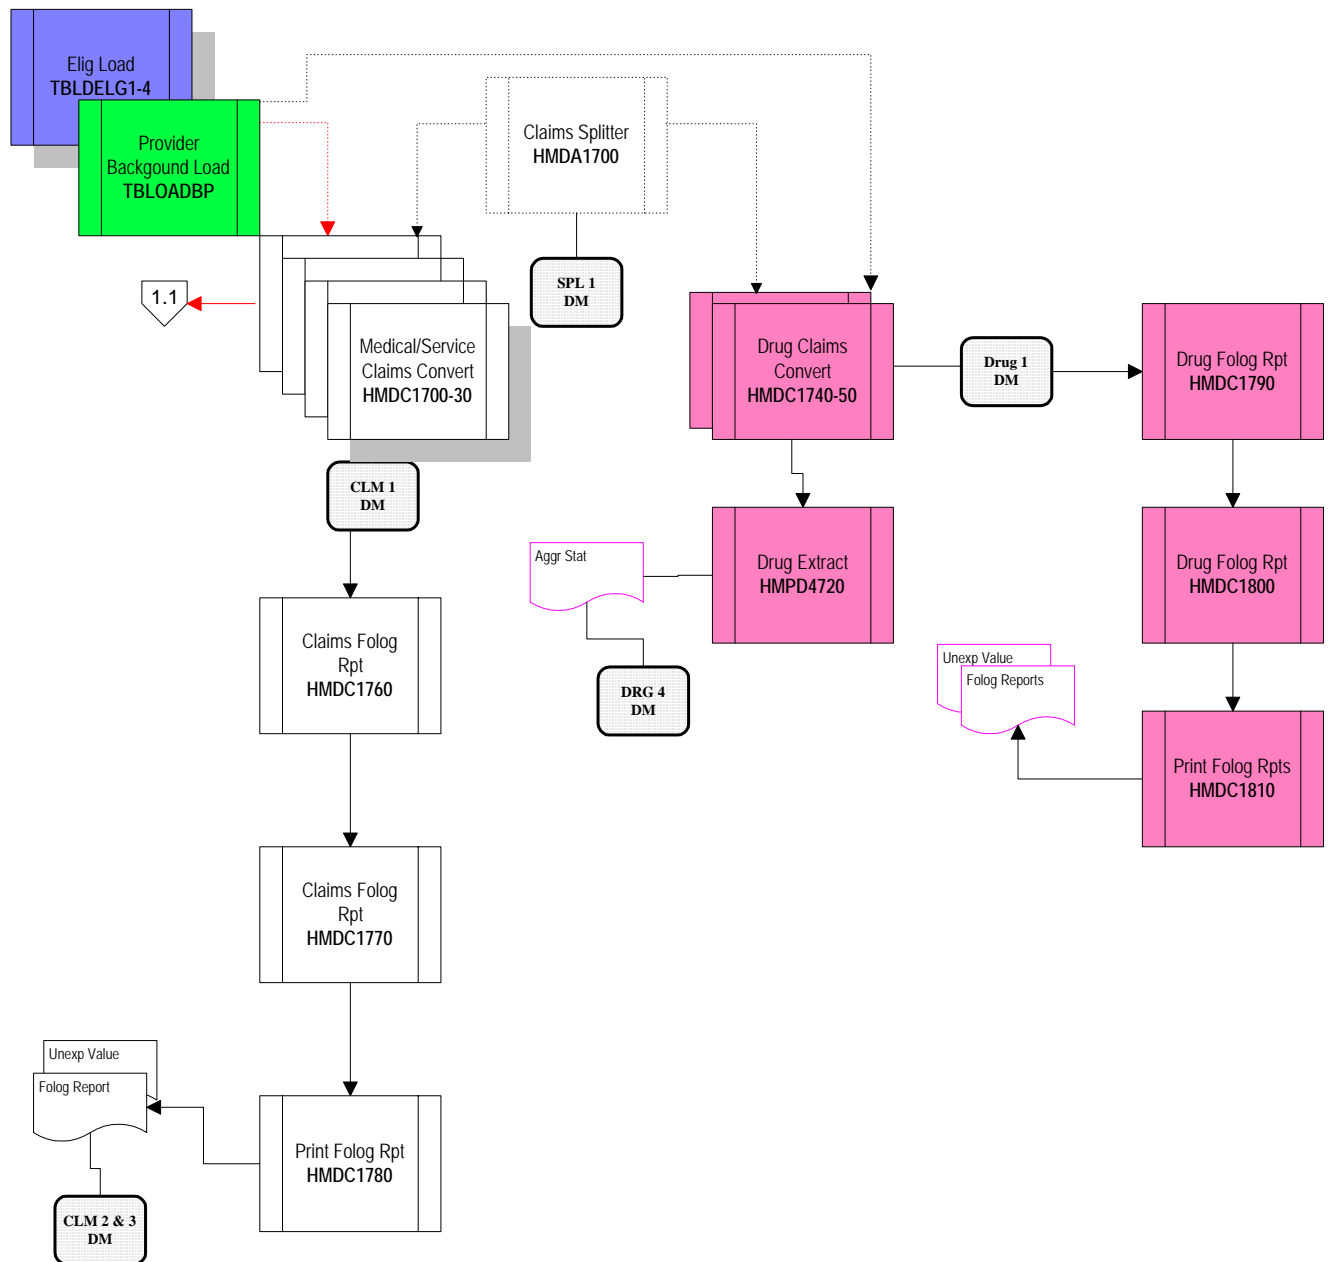 Elig Load
TBLDELG1-4
Provider
Backgound Load
TBLOADBP
Claims Splitter
HMDA1700
1.1
SPL 1
DM
Medical/Service
Claims Convert
HMDC1700-30
Drug Claims
Convert
HMDC1740-50
Drug 1
DM
Drug Folog Rpt
HMDC1790
CLM 1
DM
Aggr Stat
Drug Extract
HMPD4720
Drug Folog Rpt
HMDC1800
Claims Folog
Rpt
HMDC1760
DRG 4
DM
Unexp Value
Folog Reports
Print Folog Rpts
HMDC1810
Claims Folog
Rpt
HMDC1770
Unexp Value
Folog Report
Print Folog Rpt
HMDC1780
CLM 2 & 3
DM